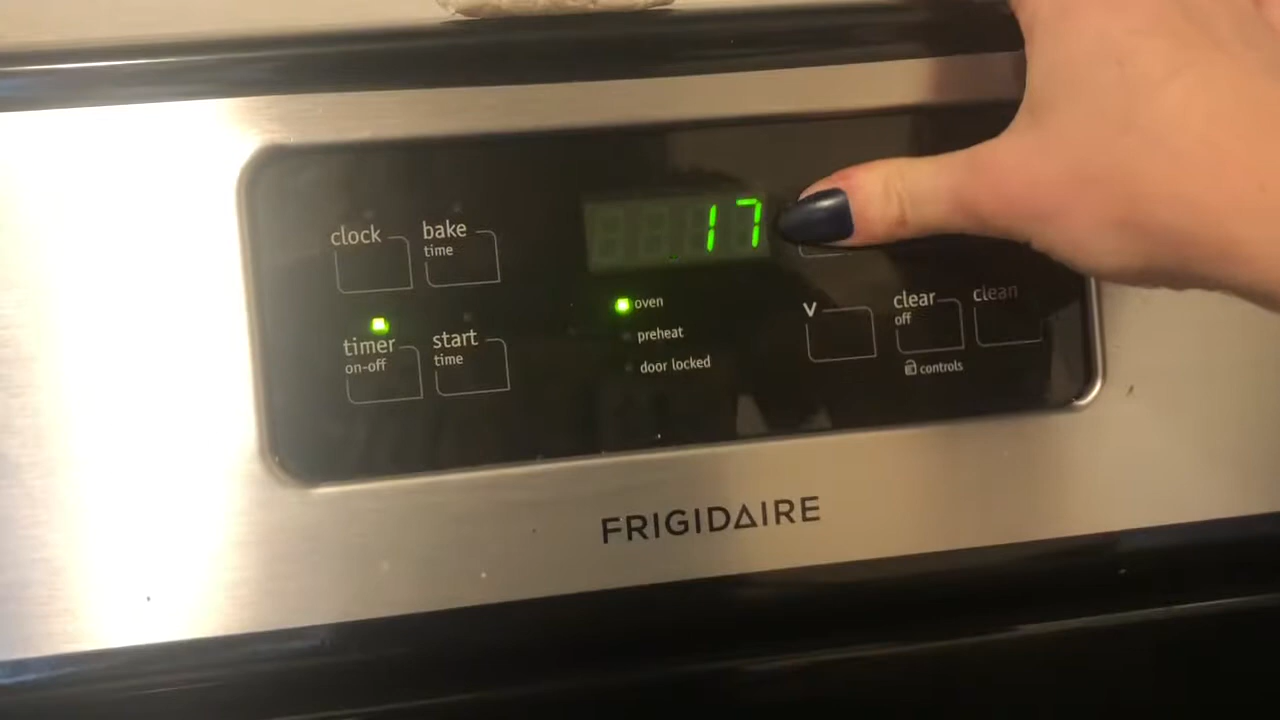 clock
bake
time
17
timer
on-off
start
time
oven
preheat
door locked
V
clear
off
clean
controls
FRIGIDAIRE